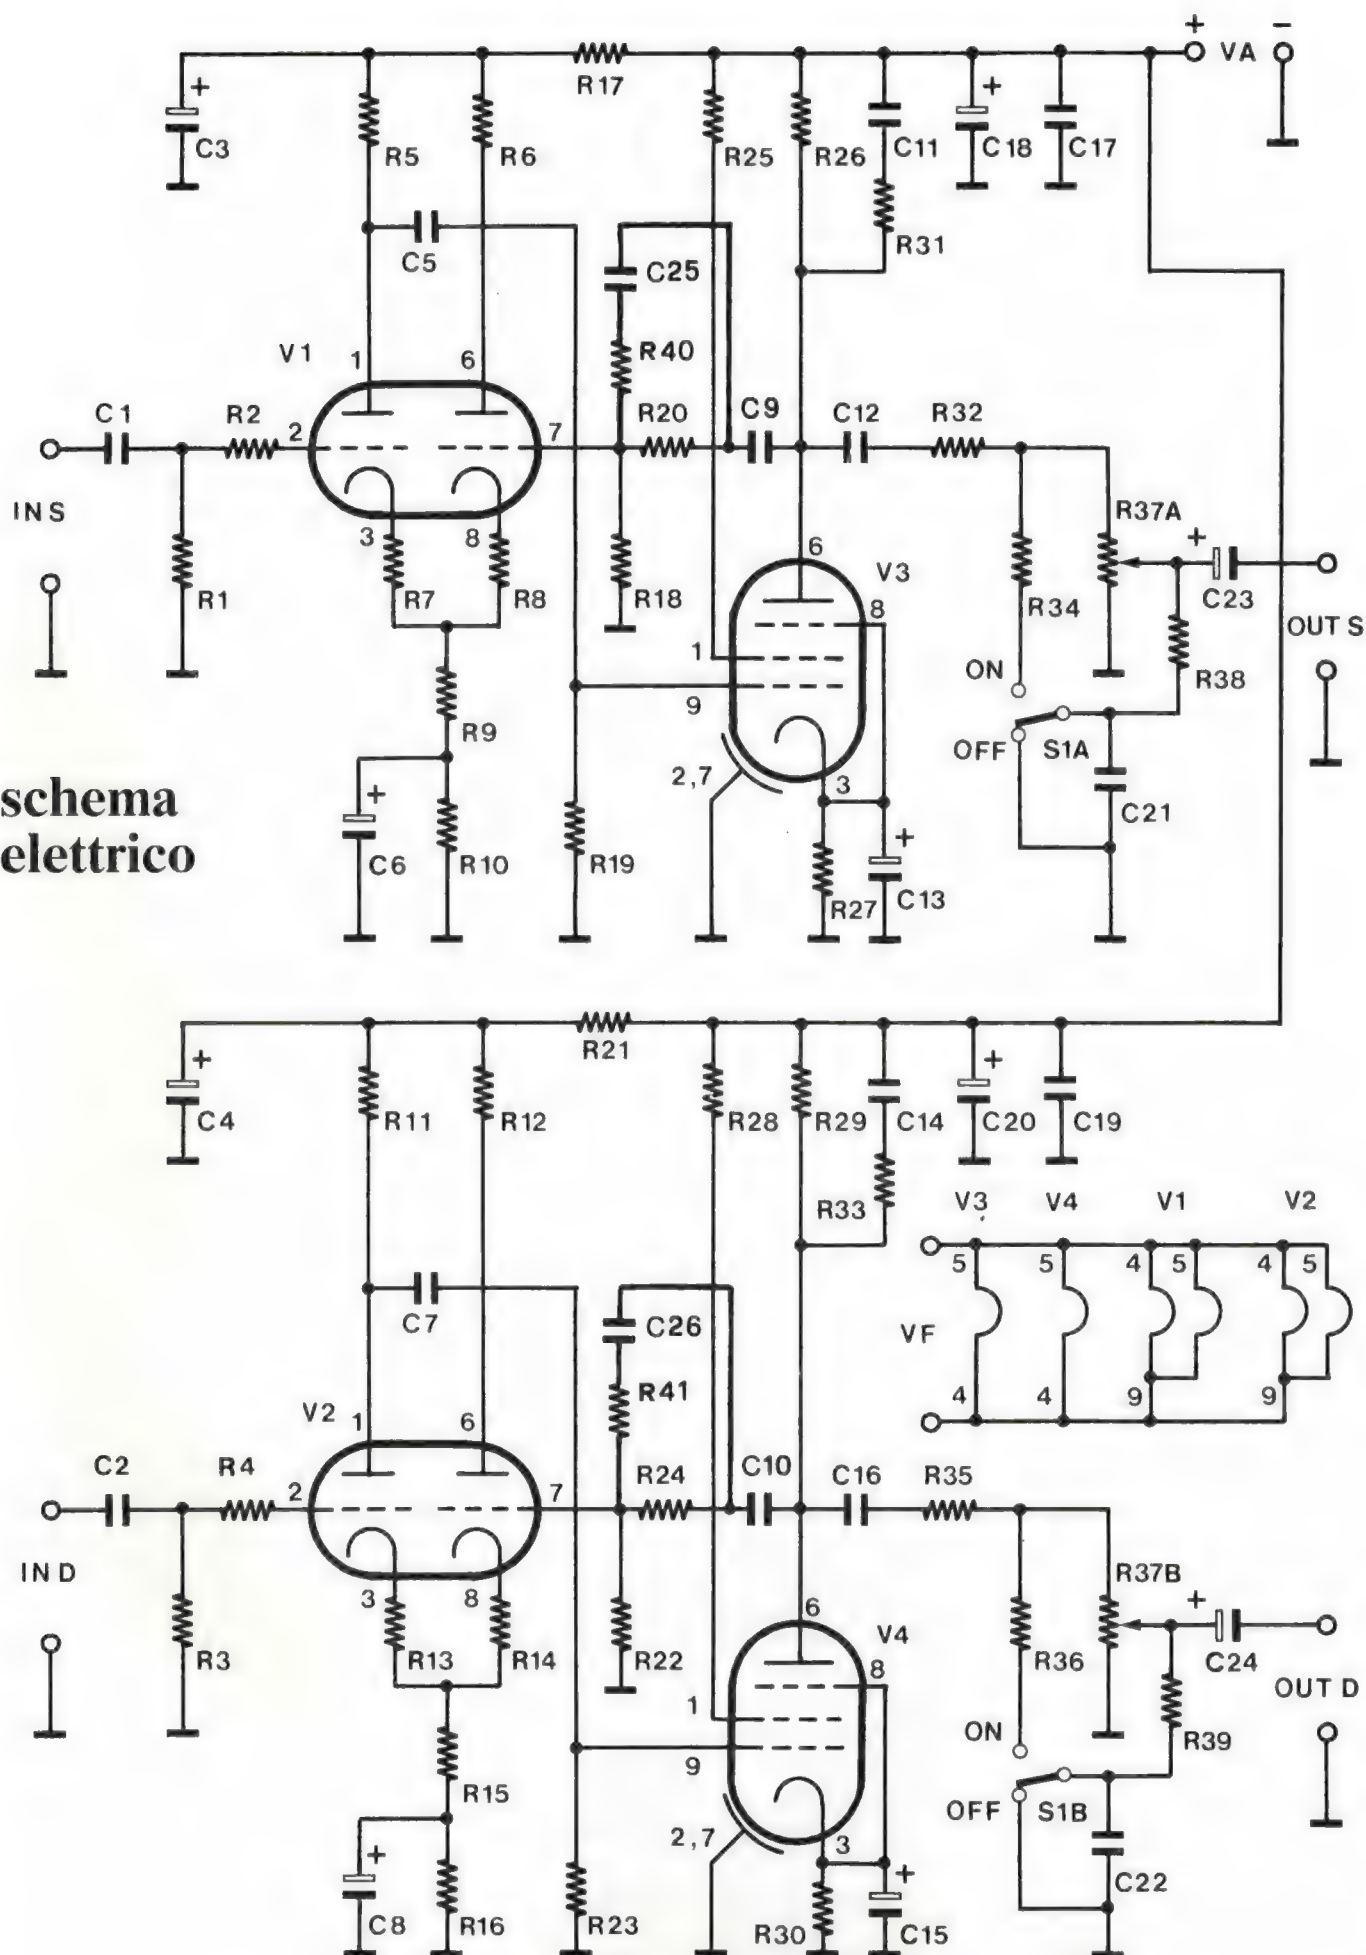 + VA −
+ C3
R17
R5
R6
R25
R26
C11
+ C18
C17
R31
C5
C25
R40
V1
1
6
C1
R2
2
7
R20
C9
C12
R32
IN S
R1
3
8
R7
R8
R18
6
V3
8
R34
R37A
+
C23
OUT S
1
9
R9
ON
R38
OFF
S1A
2,7
3
C21
schema
elettrico
+
C6
R10
R19
R27
+
C13
R21
+
C4
R11
R12
R28
R29
C14
+
C20
C19
R33
V3
V4
V1
V2
5
5
4
5
4
5
VF
4
4
9
9
C7
C26
R41
V2
1
6
C2
R4
2
7
R24
C10
C16
R35
IN D
R3
3
8
R13
R14
R22
6
V4
8
R36
R37B
+
C24
OUT D
1
9
R15
ON
R39
OFF
S1B
2,7
3
C22
+
C8
R16
R23
R30
+
C15